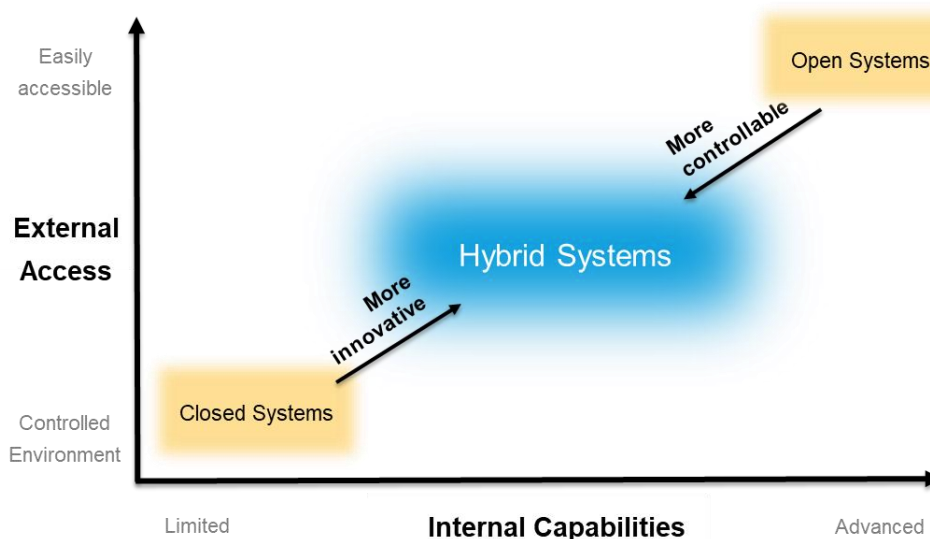 Easily
accessible
Open Systems
More
controllable
External
Access
Hybrid Systems
More
innovative
Closed Systems
Controlled
Environment
Limited
Internal Capabilities
Advanced